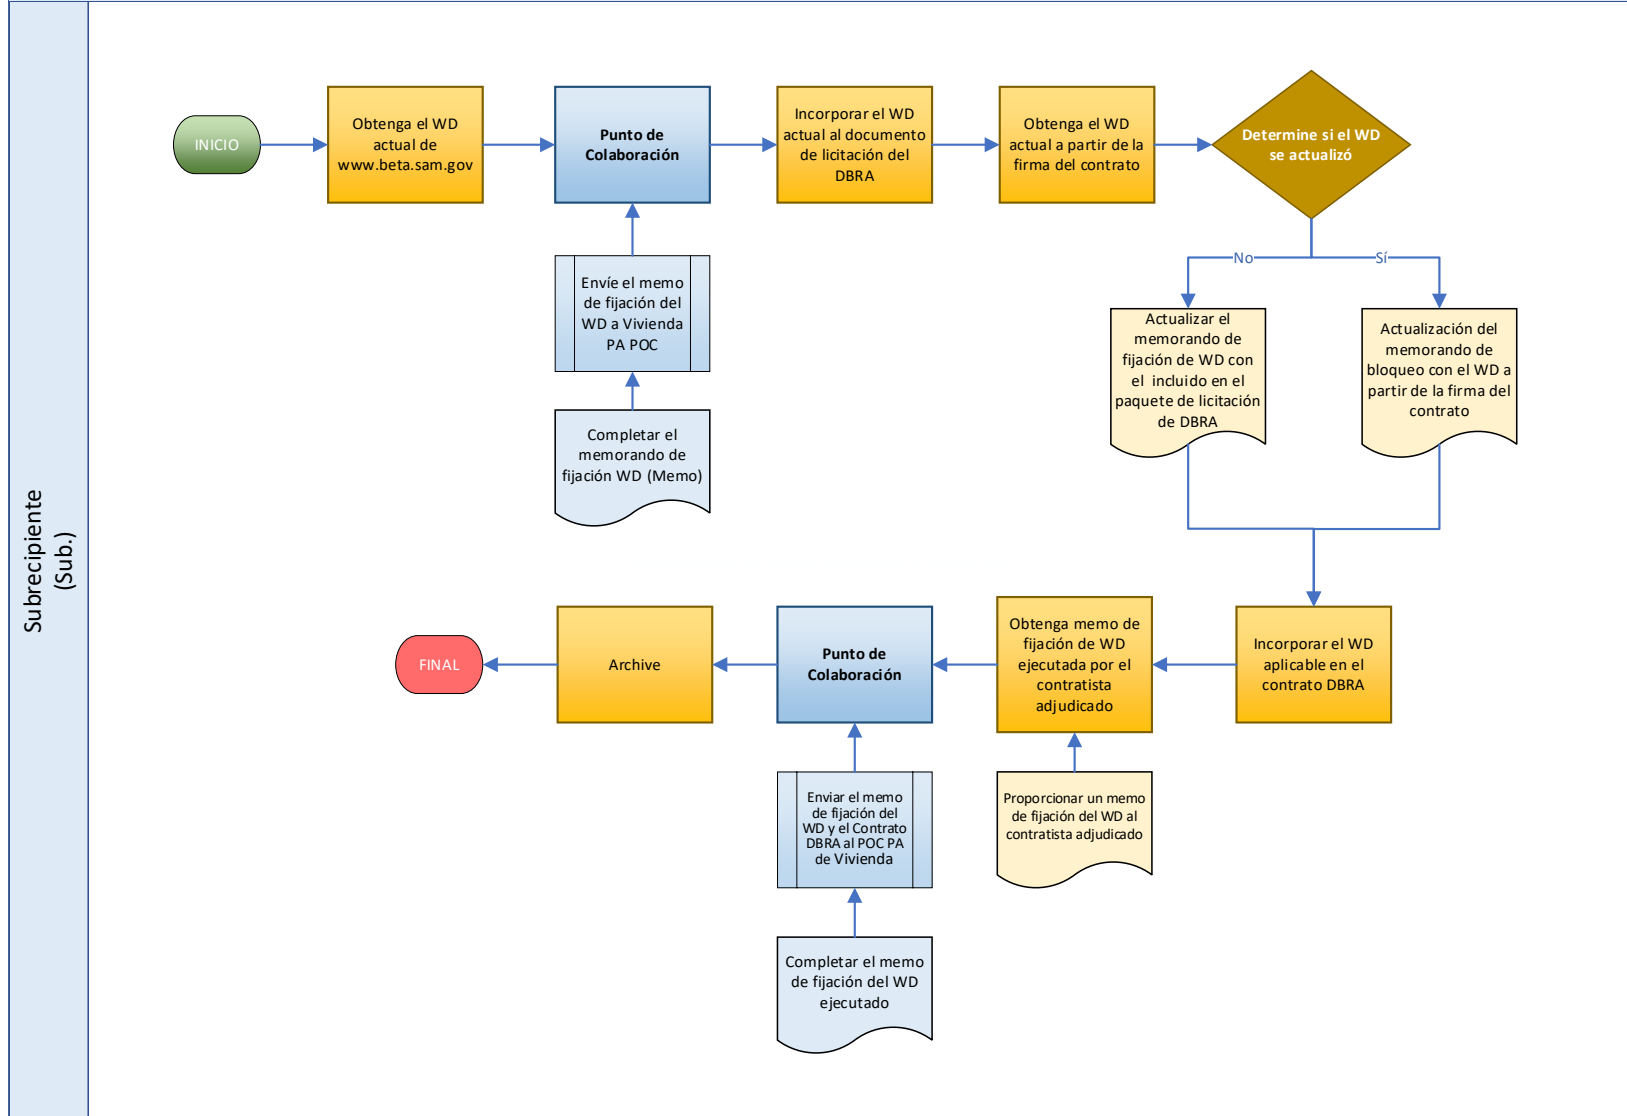 Subrecipiente
(Sub.)
INICIO
Obtenga el WD
actual de
www.beta.sam.gov
Punto de
Colaboración
Incorporar el WD
actual al documento
de licitación del
DBRA
Obtenga el WD
actual a partir de la
firma del contrato
Determine si el WD
se actualizó
Envíe el memo
de fijación del
WD a Vivienda
PA POC
Completar el
memorando de
fijación WD (Memo)
No
Sí
Actualizar el
memorando de
fijación de WD con
el incluido en el
paquete de licitación
de DBRA
Actualización del
memorando de
bloqueo con el WD a
partir de la firma del
contrato
Incorporar el WD
aplicable en el
contrato DBRA
Obtenga memo de
fijación de WD
ejecutada por el
contratista
adjudicado
Punto de
Colaboración
Archive
FINAL
Proporcionar un memo
de fijación del WD al
contratista adjudicado
Enviar el memo
de fijación del
WD y el Contrato
DBRA al POC PA
de Vivienda
Completar el memo
de fijación del WD
ejecutado